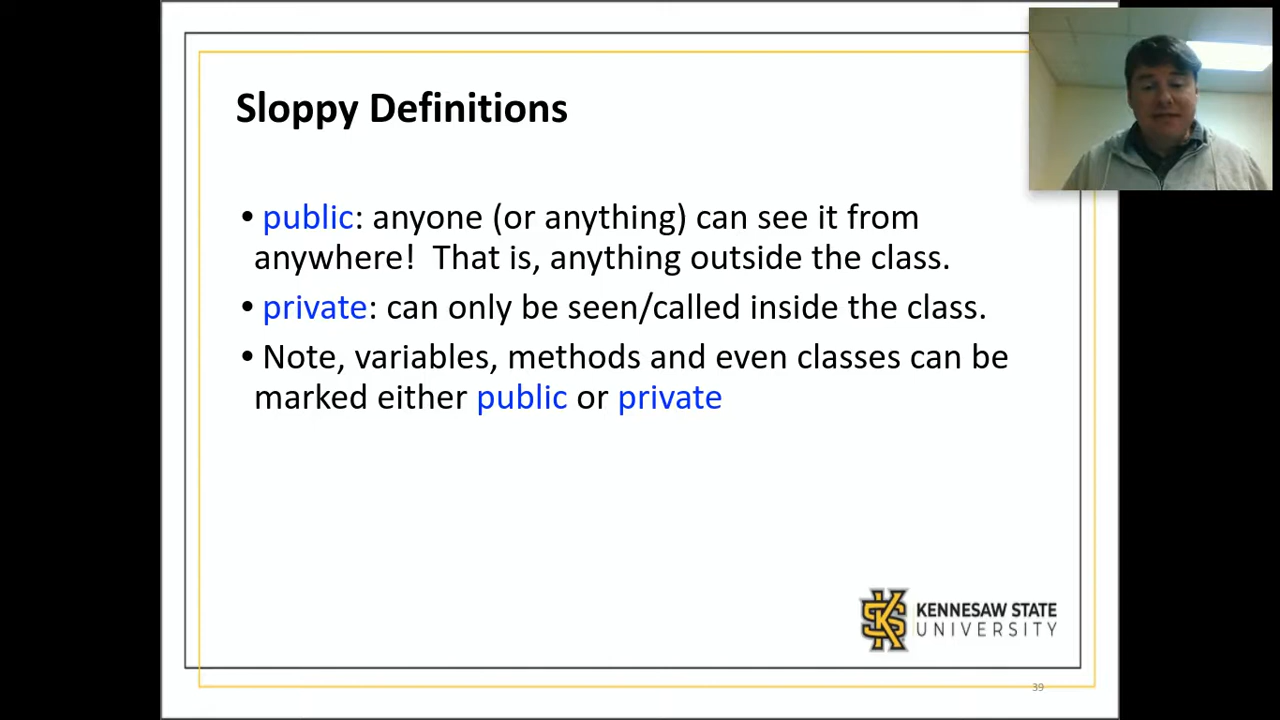 Sloppy Definitions
• public: anyone (or anything) can see it from
anywhere!  That is, anything outside the class.
• private: can only be seen/called inside the class.
• Note, variables, methods and even classes can be
marked either public or private
KENNESAW STATE
UNIVERSITY
39